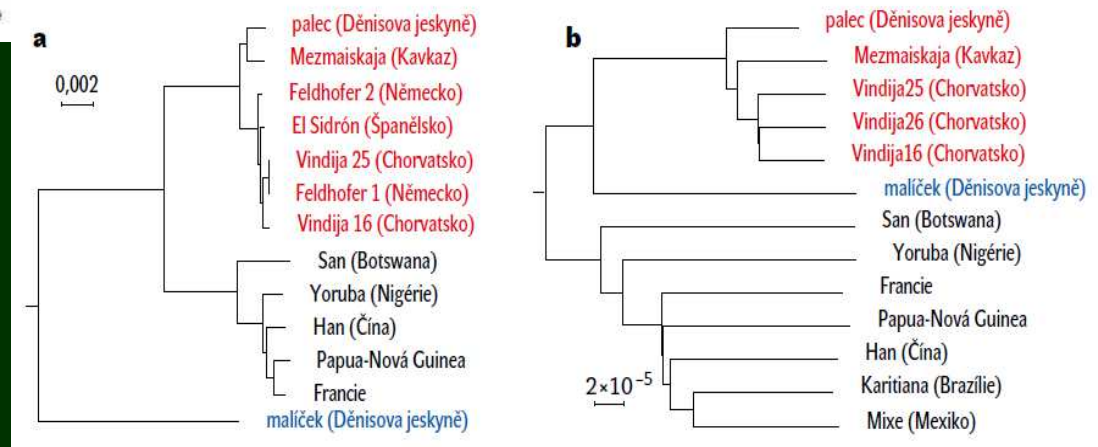 a
0,002
palec (Děnisova jeskyně)
Mezmaiskaja (Kavkaz)
Feldhofer 2 (Německo)
El Sidrón (Španělsko)
Vindija 25 (Chorvatsko)
Feldhofer 1 (Německo)
Vindija 16 (Chorvatsko)
San (Botswana)
Yoruba (Nigérie)
Han (Čína)
Papua-Nová Guinea
Francie
malíček (Děnisova jeskyně)
b
palec (Děnisova jeskyně)
Mezmaiskaja (Kavkaz)
Vindija25 (Chorvatsko)
Vindija26 (Chorvatsko)
Vindija16 (Chorvatsko)
malíček (Děnisova jeskyně)
San (Botswana)
Yoruba (Nigérie)
Francie
Papua-Nová Guinea
Han (Čína)
Karitiana (Brazílie)
Mixe (Mexiko)
2×10⁻⁵